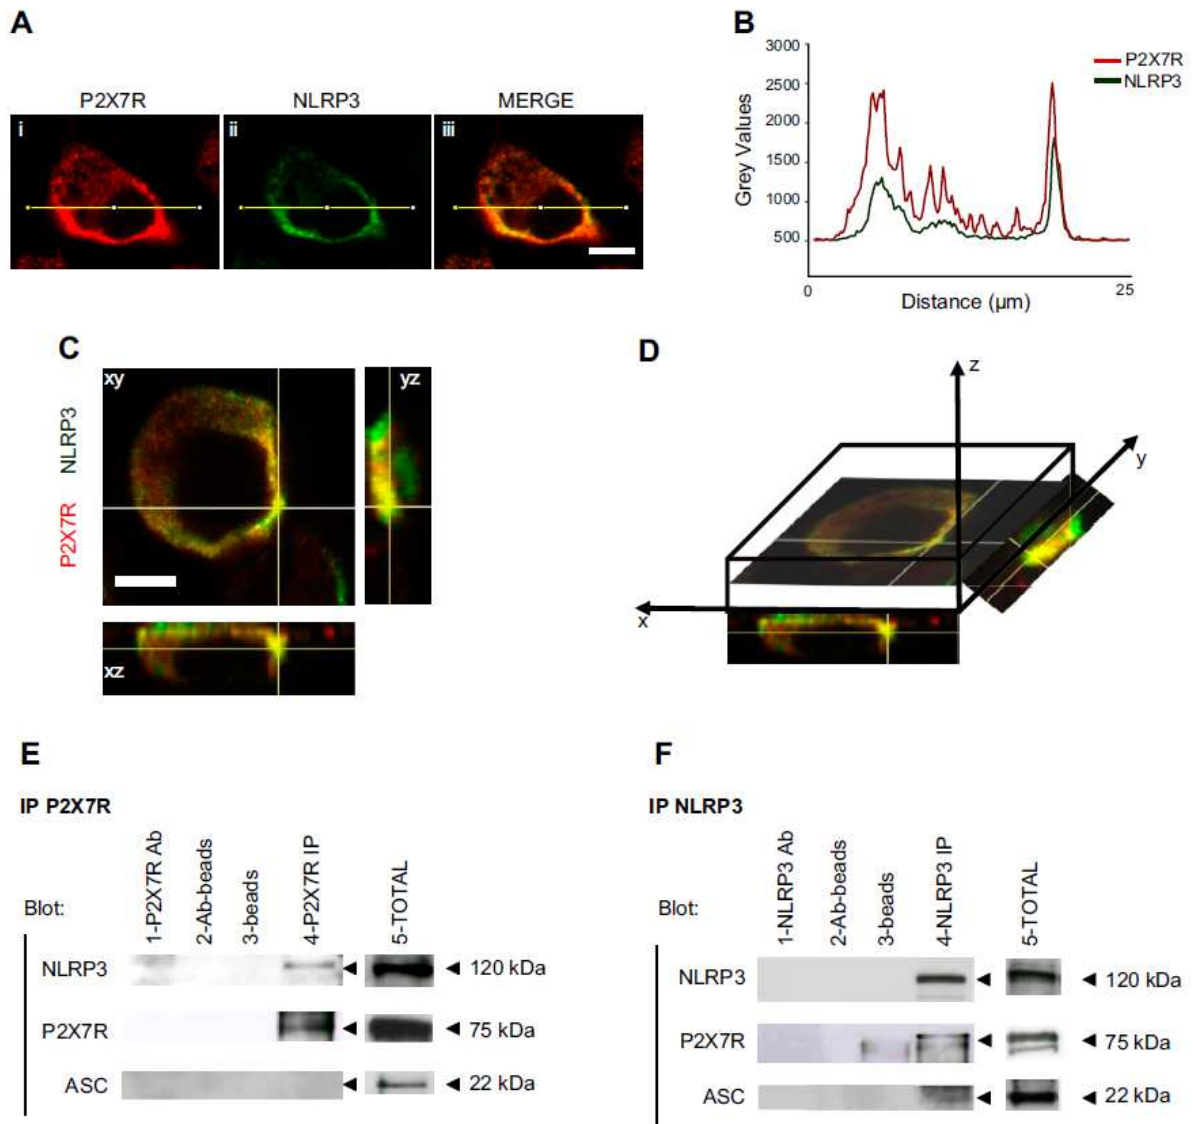 A
P2X7R NLRP3 MERGE
i ii iii
B
3000
2500
2000
1500
1000
500
Grey Values
0 25
Distance (µm)
P2X7R
NLRP3
C
P2X7R NLRP3
xy
yz
xz
D
z
y
x
E
IP P2X7R
Blot:
1-P2X7R Ab
2-Ab-beads
3-beads
4-P2X7R IP
5-TOTAL
NLRP3 120 kDa
P2X7R 75 kDa
ASC 22 kDa
F
IP NLRP3
Blot:
1-NLRP3 Ab
2-Ab-beads
3-beads
4-NLRP3 IP
5-TOTAL
NLRP3 120 kDa
P2X7R 75 kDa
ASC 22 kDa